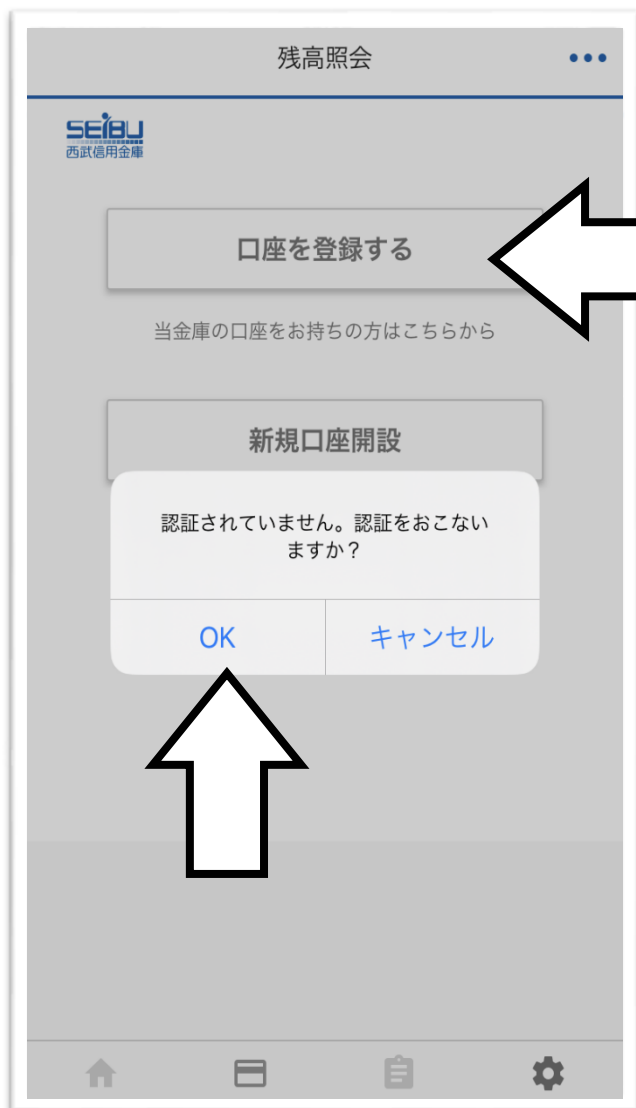 残高照会
SEIBU
西武信用金庫
口座を登録する
当金庫の口座をお持ちの方はこちらから
新規口座開設
認証されていません。認証をおこない
ますか？
OK キャンセル